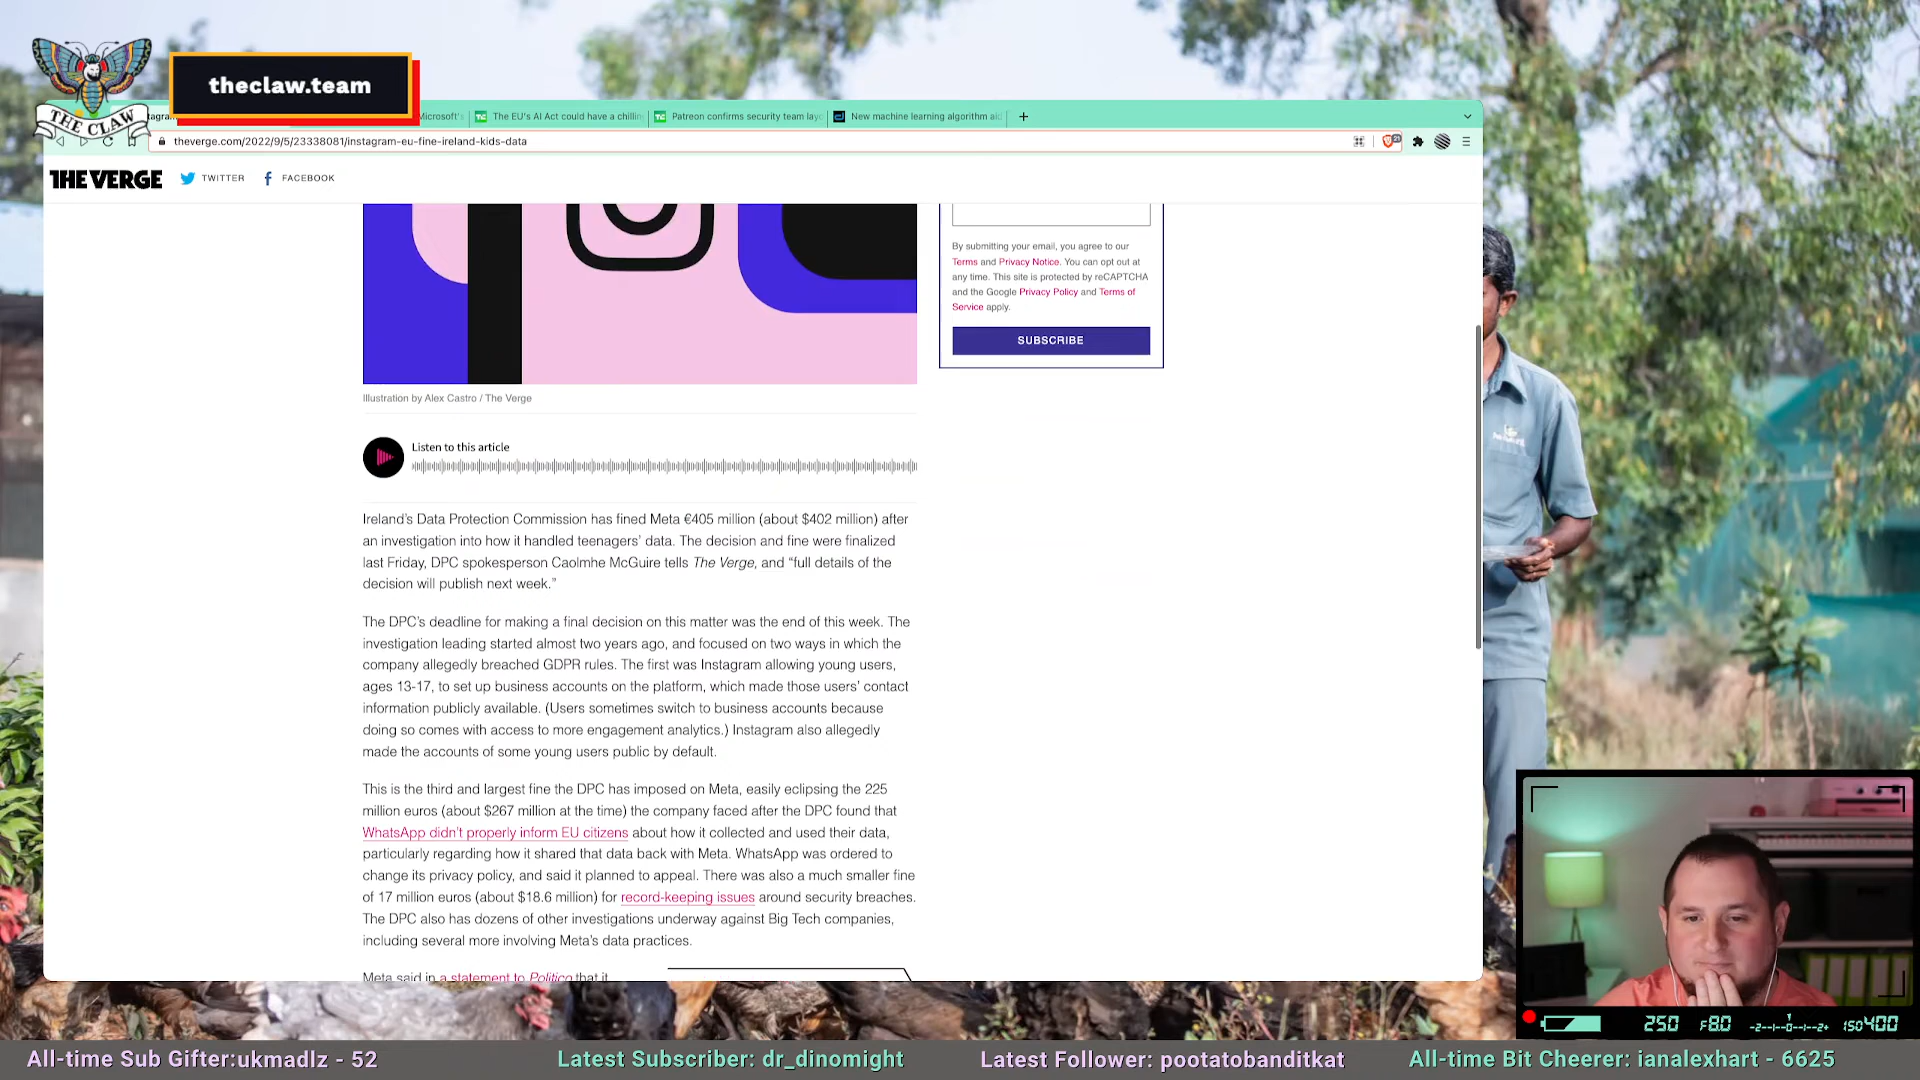 theclaw.team
THE CLAW
Microsoft's
The EU's AI Act could have a chillin
Patreon confirms security team layo
New machine learning algorithm aid
theverge.com/2022/9/5/23338081/instagram-eu-fine-ireland-kids-data
THE VERGE
TWITTER
FACEBOOK
By submitting your email, you agree to our
Terms and Privacy Notice. You can opt out at
any time. This site is protected by reCAPTCHA
and the Google Privacy Policy and Terms of
Service apply.
SUBSCRIBE
Illustration by Alex Castro / The Verge
Listen to this article
Ireland's Data Protection Commission has fined Meta €405 million (about $402 million) after
an investigation into how it handled teenagers' data. The decision and fine were finalized
last Friday, DPC spokesperson Caolmhe McGuire tells The Verge, and “full details of the
decision will publish next week.”
The DPC's deadline for making a final decision on this matter was the end of this week. The
investigation leading started almost two years ago, and focused on two ways in which the
company allegedly breached GDPR rules. The first was Instagram allowing young users,
ages 13-17, to set up business accounts on the platform, which made those users' contact
information publicly available. (Users sometimes switch to business accounts because
doing so comes with access to more engagement analytics.) Instagram also allegedly
made the accounts of some young users public by default.
This is the third and largest fine the DPC has imposed on Meta, easily eclipsing the 225
million euros (about $267 million at the time) the company faced after the DPC found that
WhatsApp didn't properly inform EU citizens about how it collected and used their data,
particularly regarding how it shared that data back with Meta. WhatsApp was ordered to
change its privacy policy, and said it planned to appeal. There was also a much smaller fine
of 17 million euros (about $18.6 million) for record-keeping issues around security breaches.
The DPC also has dozens of other investigations underway against Big Tech companies,
including several more involving Meta's data practices.
Meta said in a statement to Politico that it
250 F8.0 -2--1--0--1--2+ ISO400
All-time Sub Gifter:ukmadlz - 52
Latest Subscriber: dr_dinomight
Latest Follower: pootatobanditkat
All-time Bit Cheerer: ianalexhart - 6625